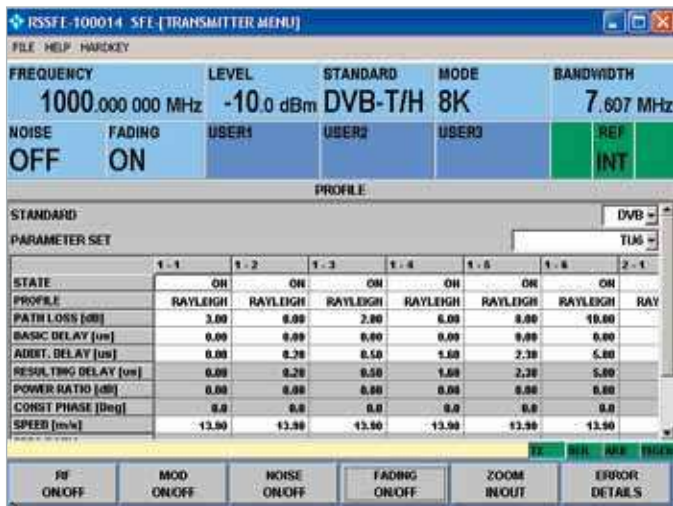 RSSFE-100014 SFE-[TRANSMITTER MENU]
FILE HELP HARDKEY
FREQUENCY LEVEL STANDARD MODE BANDWIDTH
1000.000 000 MHz -10.0 dBm DVB-T/H 8K 7.607 MHz
NOISE FADING USER1 USER2 USER3 REF
OFF ON INT
PROFILE
STANDARD DVB
PARAMETER SET TU6
1 - 1 1 - 2 1 - 3 1 - 4 1 - 5 1 - 6 2 - 1
STATE ON ON ON ON ON ON
PROFILE RAYLEIGH RAYLEIGH RAYLEIGH RAYLEIGH RAYLEIGH RAYLEIGH RAY
PATH LOSS [dB] 3.00 0.00 2.00 6.00 8.00 10.00
BASIC DELAY [us] 0.00 0.00 0.00 0.00 0.00 0.00
ADDIT. DELAY [us] 0.00 0.20 0.50 1.60 2.30 5.00
RESULTING DELAY [us] 0.00 0.20 0.50 1.60 2.30 5.00
POWER RATIO [dB] 0.00 0.00 0.00 0.00 0.00 0.00
CONST PHASE [Deg] 0.0 0.0 0.0 0.0 0.0 0.0
SPEED [m/s] 13.90 13.90 13.90 13.90 13.90 13.90
TX BER ARB
RF ON/OFF
MOD ON/OFF
NOISE ON/OFF
FADING ON/OFF
ZOOM IN/OUT
ERROR DETAILS